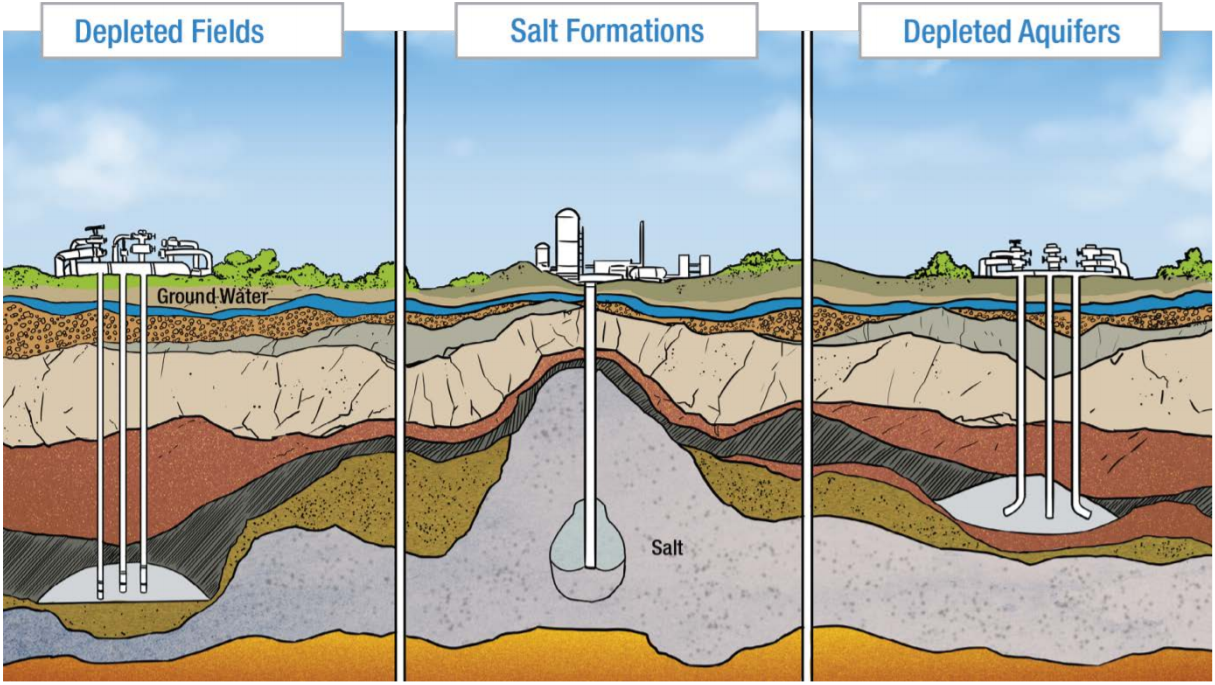 Depleted Fields
Salt Formations
Depleted Aquifers
Ground Water
Salt